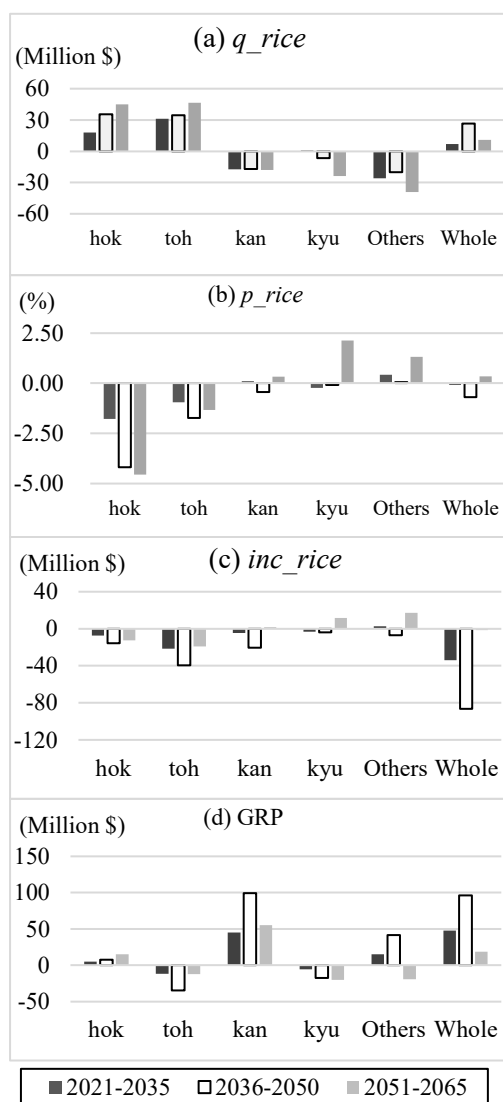 (a) q_rice
(Million $)
60
30
0
-30
-60
hok toh kan kyu Others Whole
(b) p_rice
(%)
2.50
0.00
-2.50
-5.00
hok toh kan kyu Others Whole
(c) inc_rice
(Million $)
40
0
-40
-80
-120
hok toh kan kyu Others Whole
(d) GRP
(Million $)
150
100
50
0
-50
hok toh kan kyu Others Whole
2021-2035 2036-2050 2051-2065